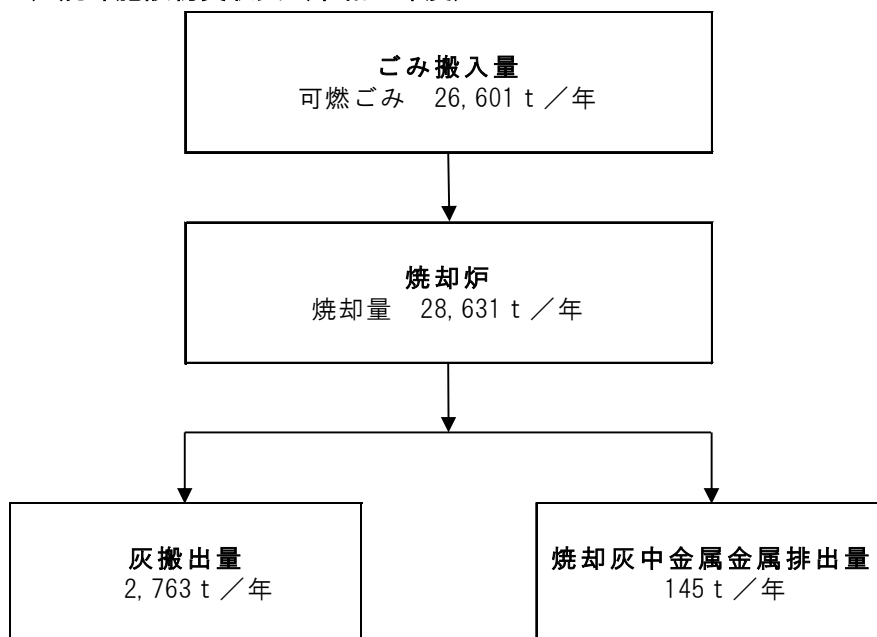 ごみ搬入量
可燃ごみ　26,601ｔ／年
焼却炉
焼却量　28,631ｔ／年
灰搬出量
2,763ｔ／年
焼却灰中金属金属排出量
145ｔ／年